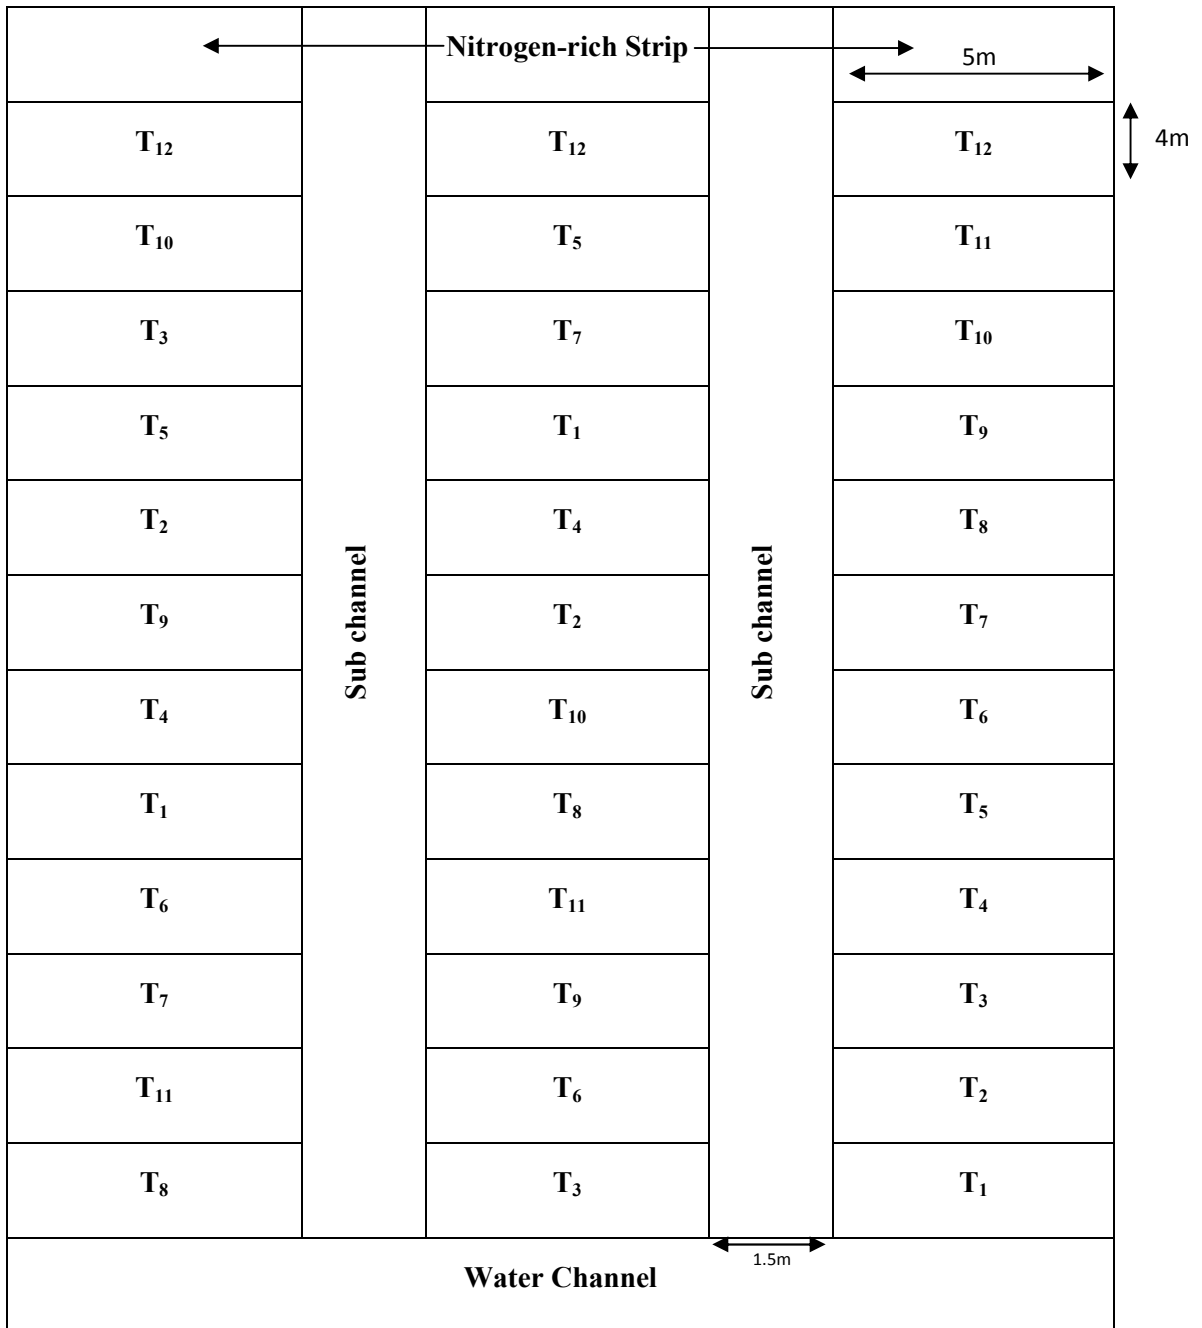 Nitrogen-rich Strip
5m
4m
T₁₂ T₁₂ T₁₂
T₁₀ T₅ T₁₁
T₃ T₇ T₁₀
T₅ T₁ T₉
T₂ T₄ T₈
T₉ T₂ T₇
T₄ T₁₀ T₆
T₁ T₈ T₅
T₆ T₁₁ T₄
T₇ T₉ T₃
T₁₁ T₆ T₂
T₈ T₃ T₁
Sub channel
Sub channel
1.5m
Water Channel